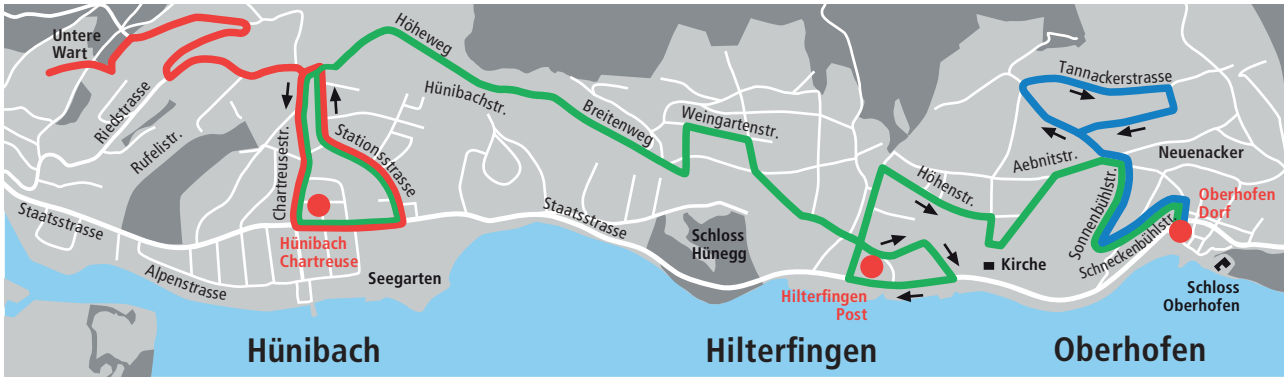 Untere
Wart
Riedstrasse
Rufelistr.
Höheweg
Hünibachstr.
Breitenweg
Weingartenstr.
Chartreusestr.
Stationsstrasse
Staatsstrasse
Alpenstrasse
Hünibach
Chartreuse
Seegarten
Staatsstrasse
Schloss
Hünegg
Hilterfingen
Post
Höhenstr.
Kirche
Tannackerstrasse
Aebnitstr.
Neuenacker
Sonnenbühlstr.
Schneckenbühlstr.
Oberhofen
Dorf
Schloss
Oberhofen
Hünibach
Hilterfingen
Oberhofen